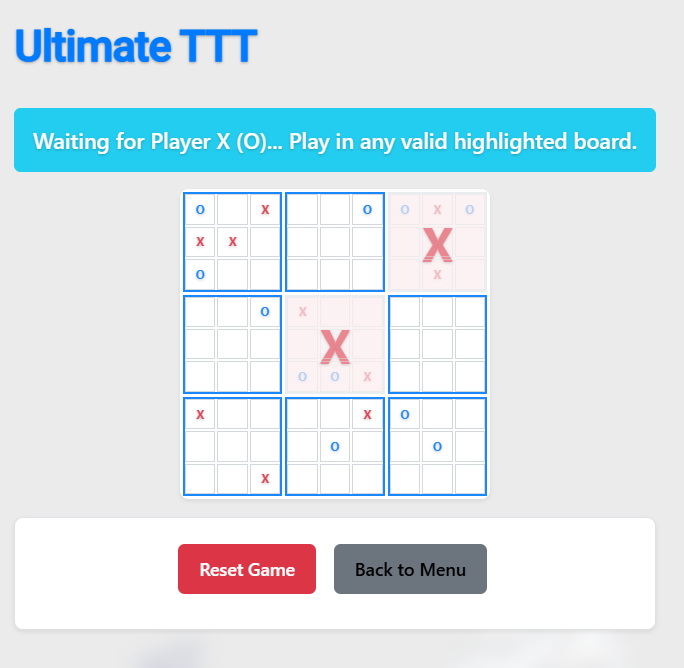 Ultimate TTT
Waiting for Player X (O)... Play in any valid highlighted board.
O X O O X O
X X X
O X
O X
X
O O X
X X O
O O
X
Reset Game Back to Menu